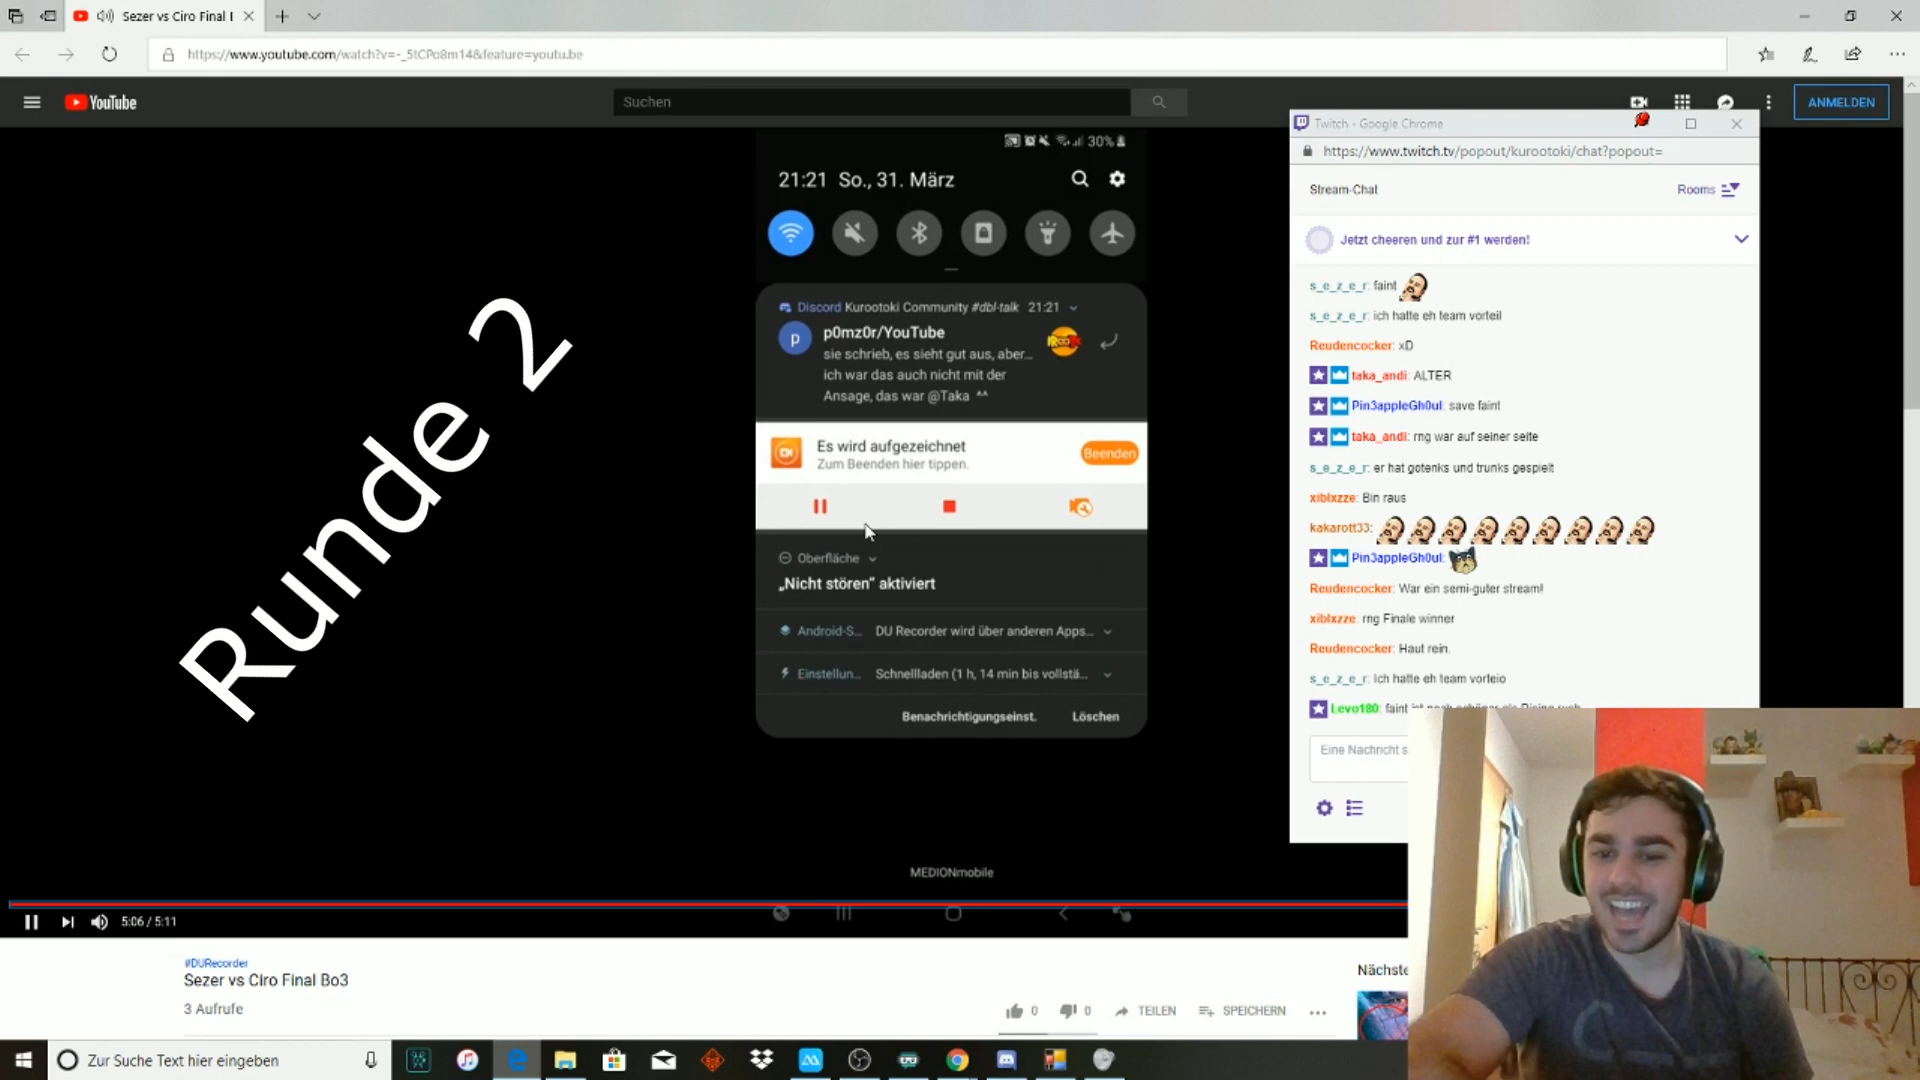 Sezer vs Ciro Final
https://www.youtube.com/watch?v=-_5tCPo8m14&feature=youtu.be
YouTube
Suchen
ANMELDEN
Runde 2
30%
21:21 So., 31. März
Discord Kurootoki Community #dbl-talk 21:21
p
p0mz0r/YouTube
sie schrieb, es sieht gut aus, aber...
ich war das auch nicht mit der
Ansage, das war @Taka ^^
Es wird aufgezeichnet
Zum Beenden hier tippen.
Beenden
Oberfläche
„Nicht stören“ aktiviert
Android-S... DU Recorder wird über anderen Apps...
Einstellun... Schnellladen (1 h, 14 min bis vollstä...
Benachrichtigungseinst. Löschen
MEDIONmobile
5:06 / 5:11
Twitch - Google Chrome
https://www.twitch.tv/popout/kurootoki/chat?popout=
Stream-Chat
Rooms
Jetzt cheeren und zur #1 werden!
s_e_z_e_r: faint
s_e_z_e_r: ich hatte eh team vorteil
Reudencocker: xD
taka_andi: ALTER
Pin3appleGh0ul: save faint
taka_andi: rng war auf seiner seite
s_e_z_e_r: er hat gotenks und trunks gespielt
xiblxzze: Bin raus
kakarott33:
Pin3appleGh0ul:
Reudencocker: War ein semi-guter stream!
xiblxzze: rng Finale winner
Reudencocker: Haut rein.
s_e_z_e_r: Ich hatte eh team vorteio
Levo180: faint
Eine Nachricht s
#DURecorder
Sezer vs Ciro Final Bo3
3 Aufrufe
0
0
TEILEN
SPEICHERN
Nächste
Zur Suche Text hier eingeben